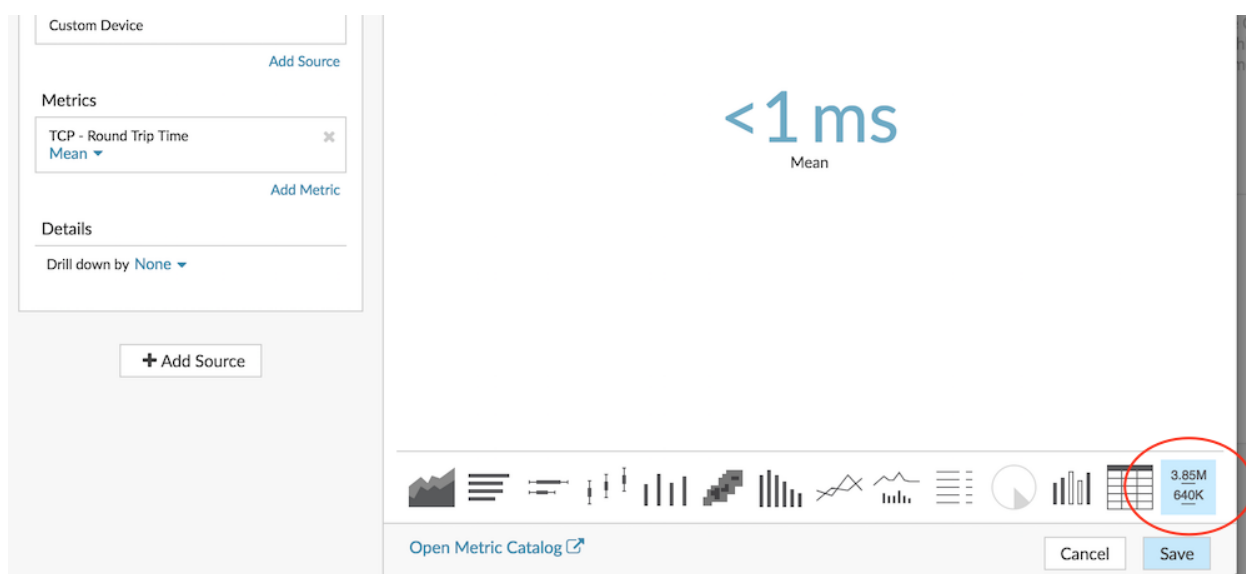 Custom Device
Add Source
Metrics
TCP - Round Trip Time
Mean
Add Metric
Details
Drill down by None
+ Add Source
<1 ms
Mean
3.85M
640K
Open Metric Catalog
Cancel
Save